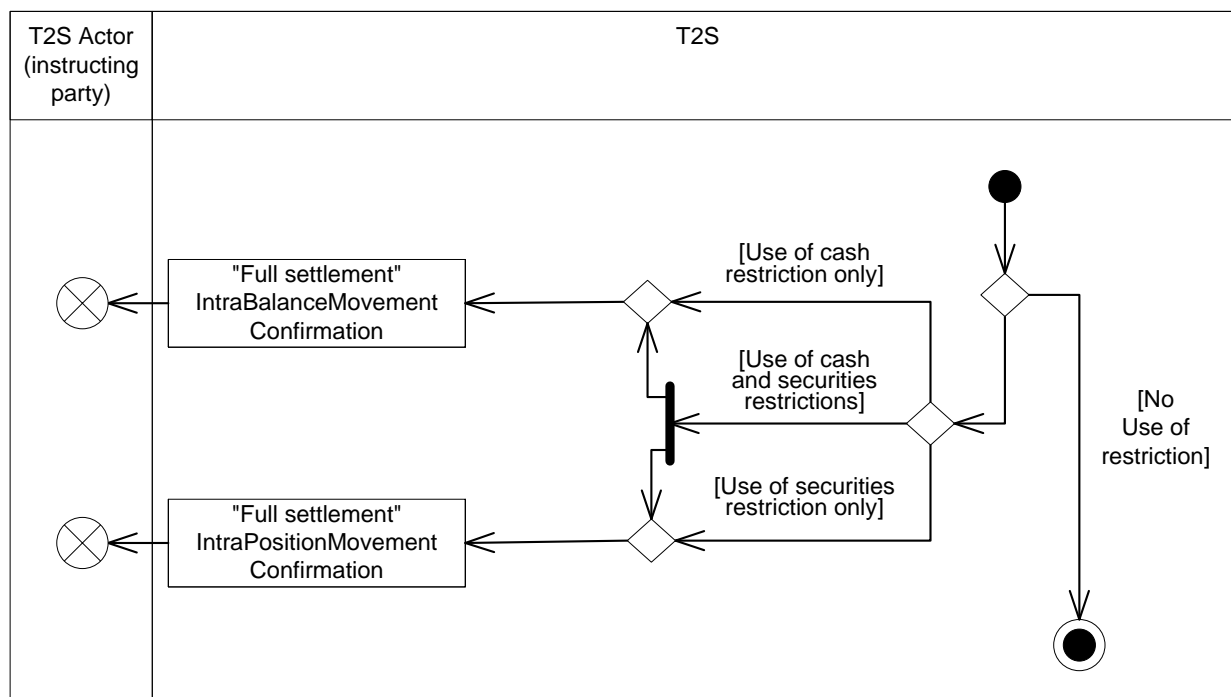 T2S Actor
(instructing
party)
T2S
[Use of cash
restriction only]
"Full settlement"
IntraBalanceMovement
Confirmation
[Use of cash
and securities
restrictions]
[No
Use of
restriction]
[Use of securities
restriction only]
"Full settlement"
IntraPositionMovement
Confirmation